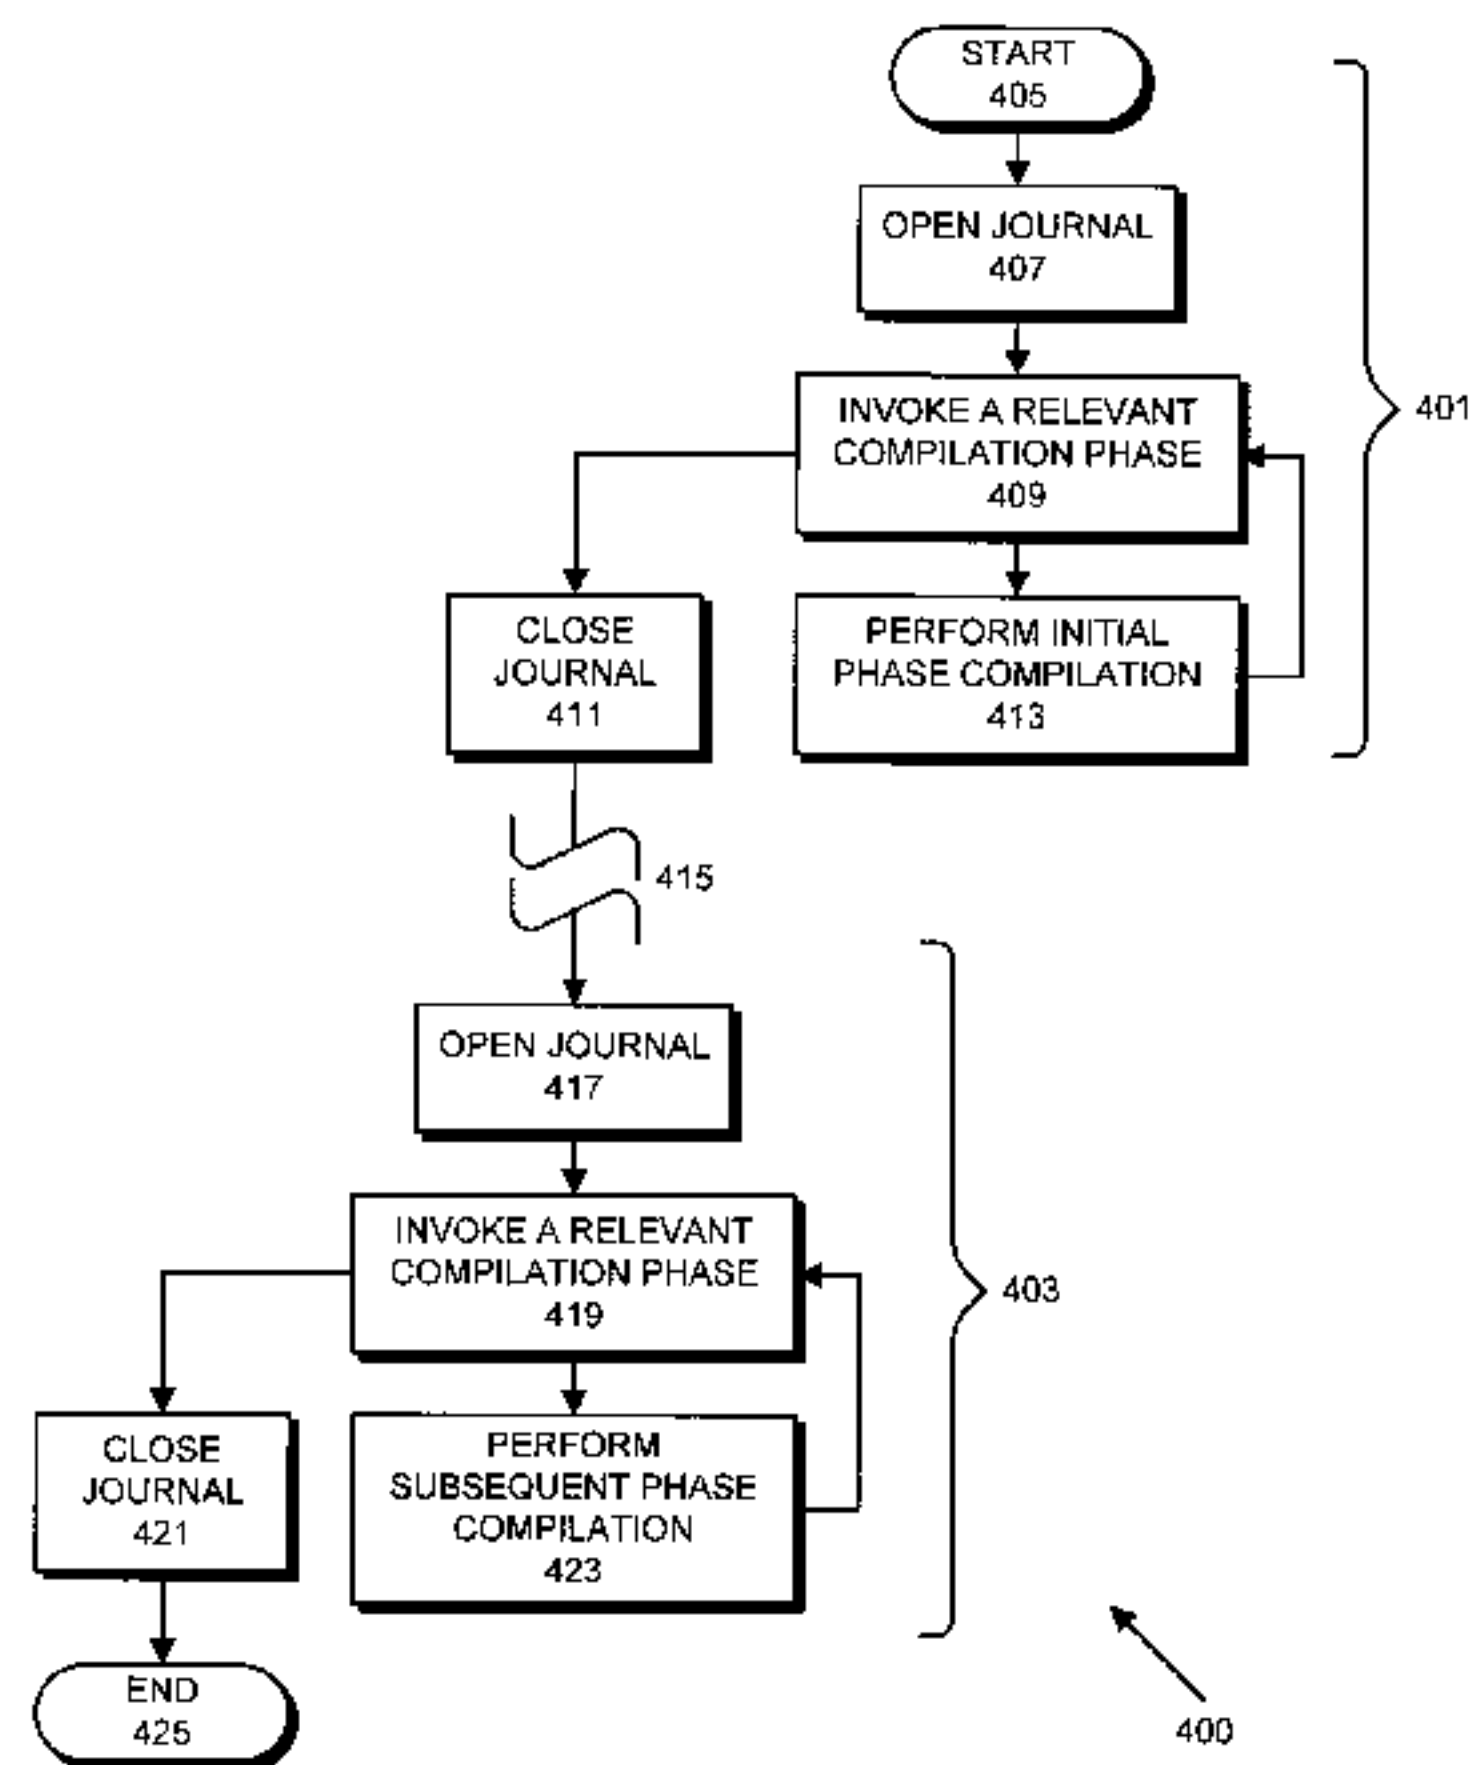 START
405
OPEN JOURNAL
407
INVOKE A RELEVANT
COMPILATION PHASE
409
401
CLOSE
JOURNAL
411
PERFORM INITIAL
PHASE COMPILATION
413
415
OPEN JOURNAL
417
INVOKE A RELEVANT
COMPILATION PHASE
419
403
CLOSE
JOURNAL
421
PERFORM
SUBSEQUENT PHASE
COMPILATION
423
END
425
400